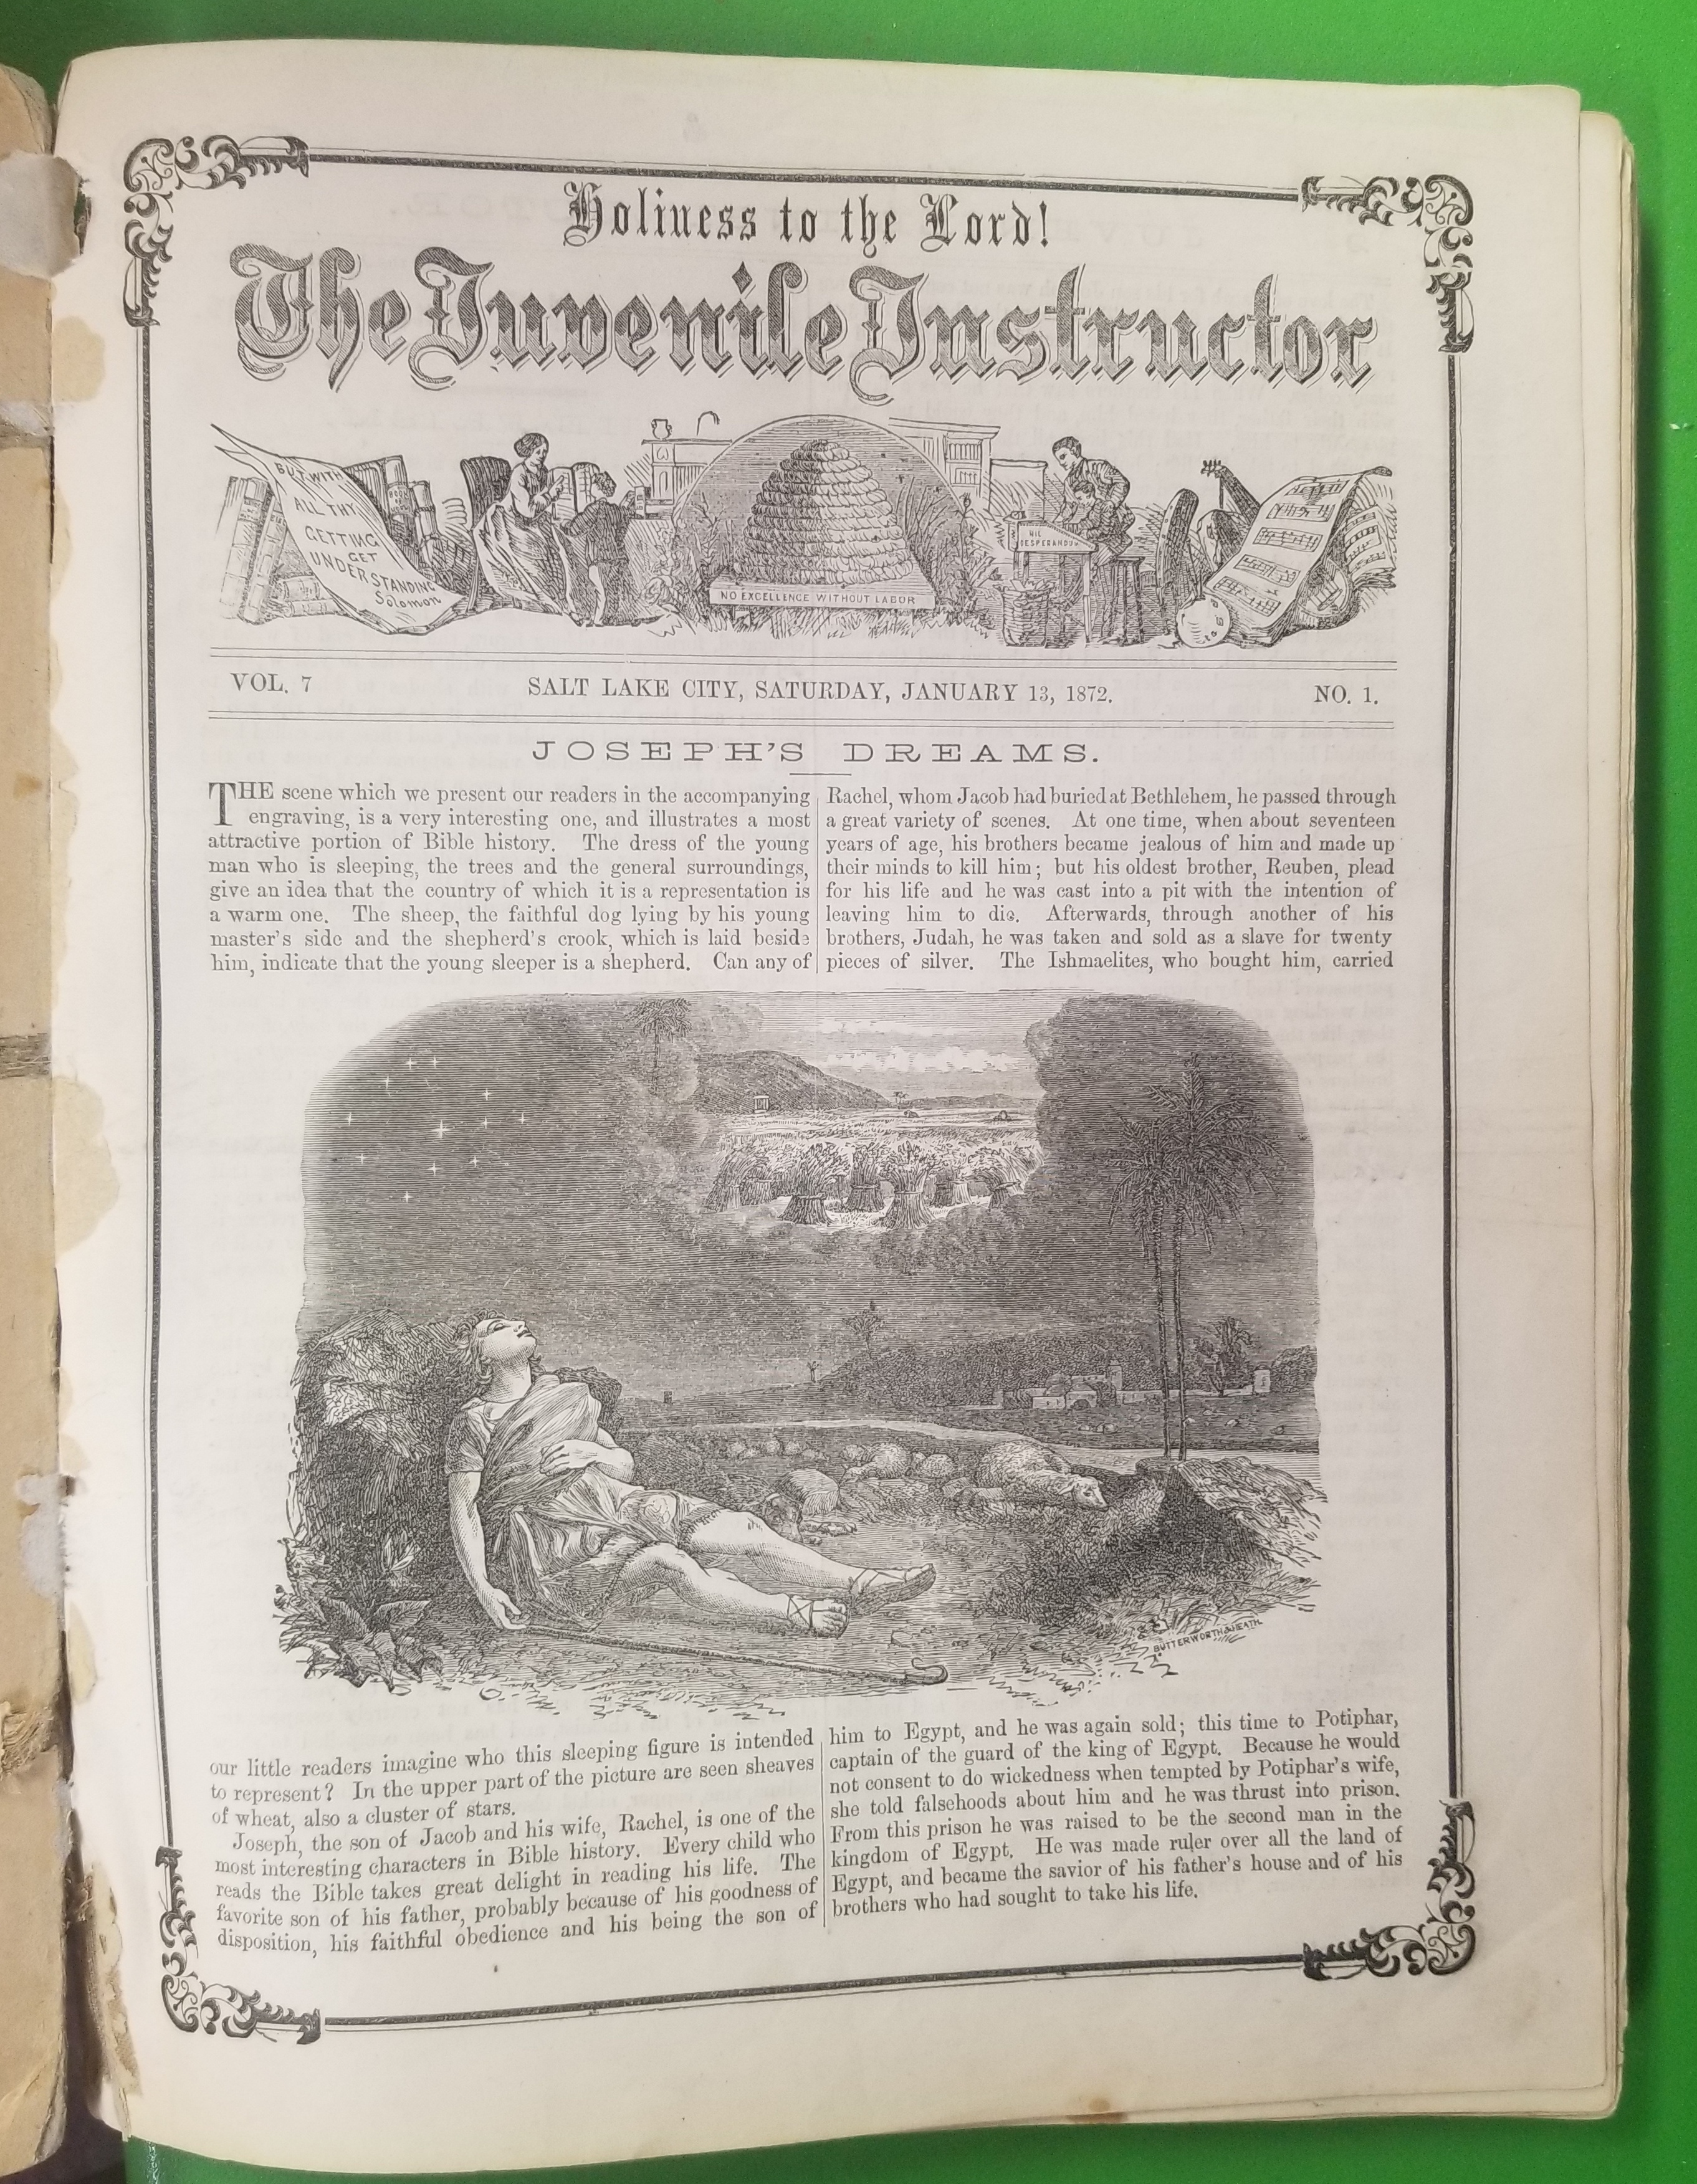 Holiness to the Lord!
The Juvenile Instructor
BUT WITH
ALL THY
GETTING
GET
UNDERSTANDING
Solomon
NO EXCELLENCE WITHOUT LABOR
NIL
DESPERANDUM
VOL. 7
SALT LAKE CITY, SATURDAY, JANUARY 13, 1872.
NO. 1.
JOSEPH'S DREAMS.
THE scene which we present our readers in the accompanying
engraving, is a very interesting one, and illustrates a most
attractive portion of Bible history. The dress of the young
man who is sleeping, the trees and the general surroundings,
give an idea that the country of which it is a representation is
a warm one. The sheep, the faithful dog lying by his young
master's side and the shepherd's crook, which is laid beside
him, indicate that the young sleeper is a shepherd. Can any of
our little readers imagine who this sleeping figure is intended
to represent? In the upper part of the picture are seen sheaves
of wheat, also a cluster of stars.
Joseph, the son of Jacob and his wife, Rachel, is one of the
most interesting characters in Bible history. Every child who
reads the Bible takes great delight in reading his life. The
favorite son of his father, probably because of his goodness of
disposition, his faithful obedience and his being the son of
Rachel, whom Jacob had buried at Bethlehem, he passed through
a great variety of scenes. At one time, when about seventeen
years of age, his brothers became jealous of him and made up
their minds to kill him; but his oldest brother, Reuben, plead
for his life and he was cast into a pit with the intention of
leaving him to die. Afterwards, through another of his
brothers, Judah, he was taken and sold as a slave for twenty
pieces of silver. The Ishmaelites, who bought him, carried
him to Egypt, and he was again sold; this time to Potiphar,
captain of the guard of the king of Egypt. Because he would
not consent to do wickedness when tempted by Potiphar's wife,
she told falsehoods about him and he was thrust into prison.
From this prison he was raised to be the second man in the
kingdom of Egypt. He was made ruler over all the land of
Egypt, and became the savior of his father's house and of his
brothers who had sought to take his life.
BUTTERWORTH & HEATH.